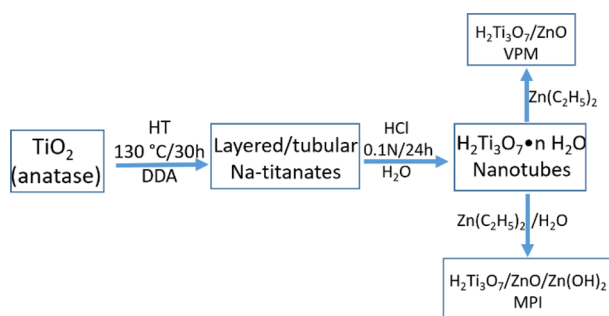 H₂Ti₃O₇/ZnO
VPM
Zn(C₂H₅)₂
TiO₂
(anatase)
HT
130 °C/30h
DDA
Layered/tubular
Na-titanates
HCl
0.1N/24h
H₂O
H₂Ti₃O₇•n H₂O
Nanotubes
Zn(C₂H₅)₂ /H₂O
H₂Ti₃O₇/ZnO/Zn(OH)₂
MPI